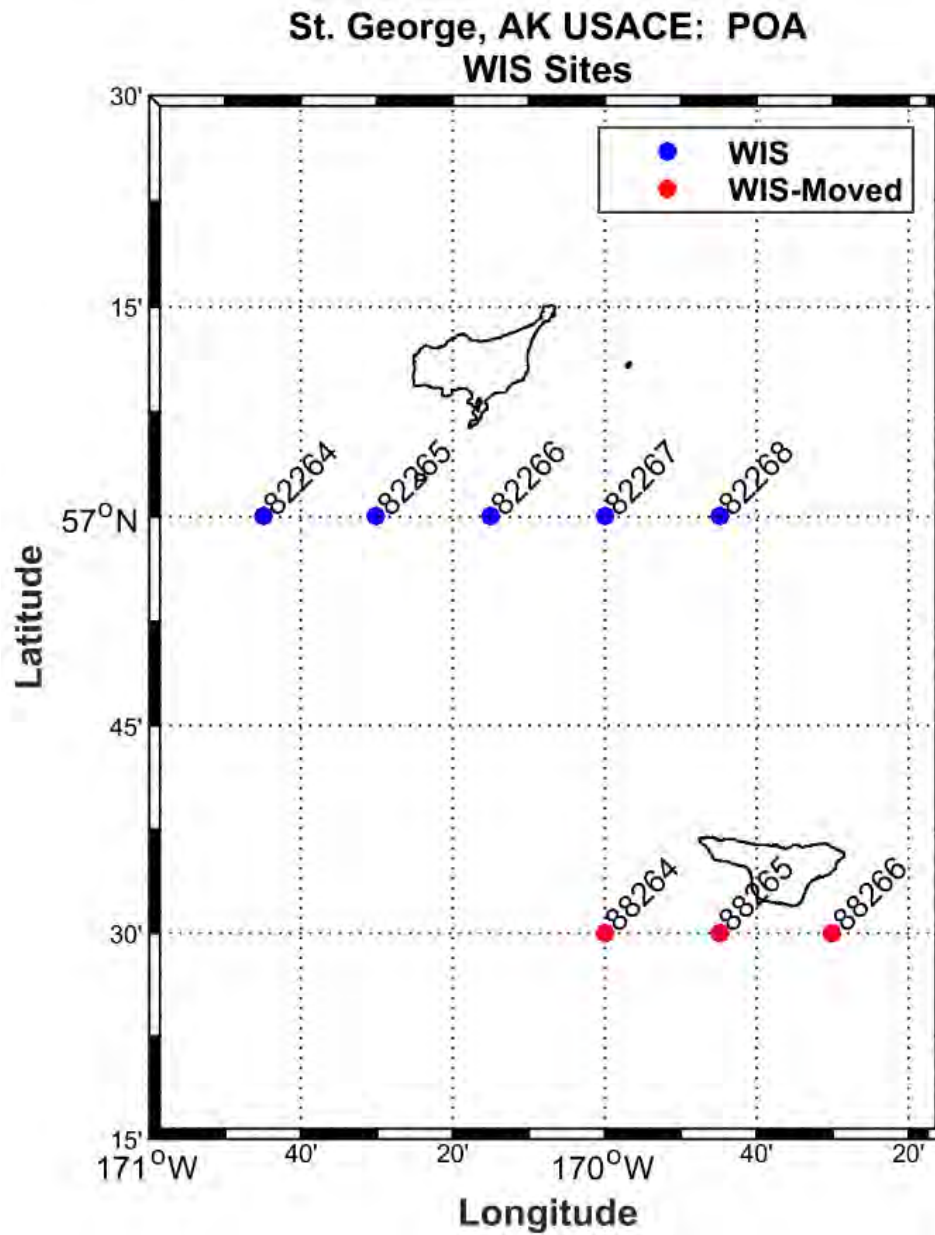 St. George, AK USACE: POA
WIS Sites
30'
WIS
WIS-Moved
15'
82264
82265
82266
82267
82268
57°N
Latitude
45'
88264
88265
88266
30'
15'
171°W
40'
20'
170°W
40'
20'
Longitude